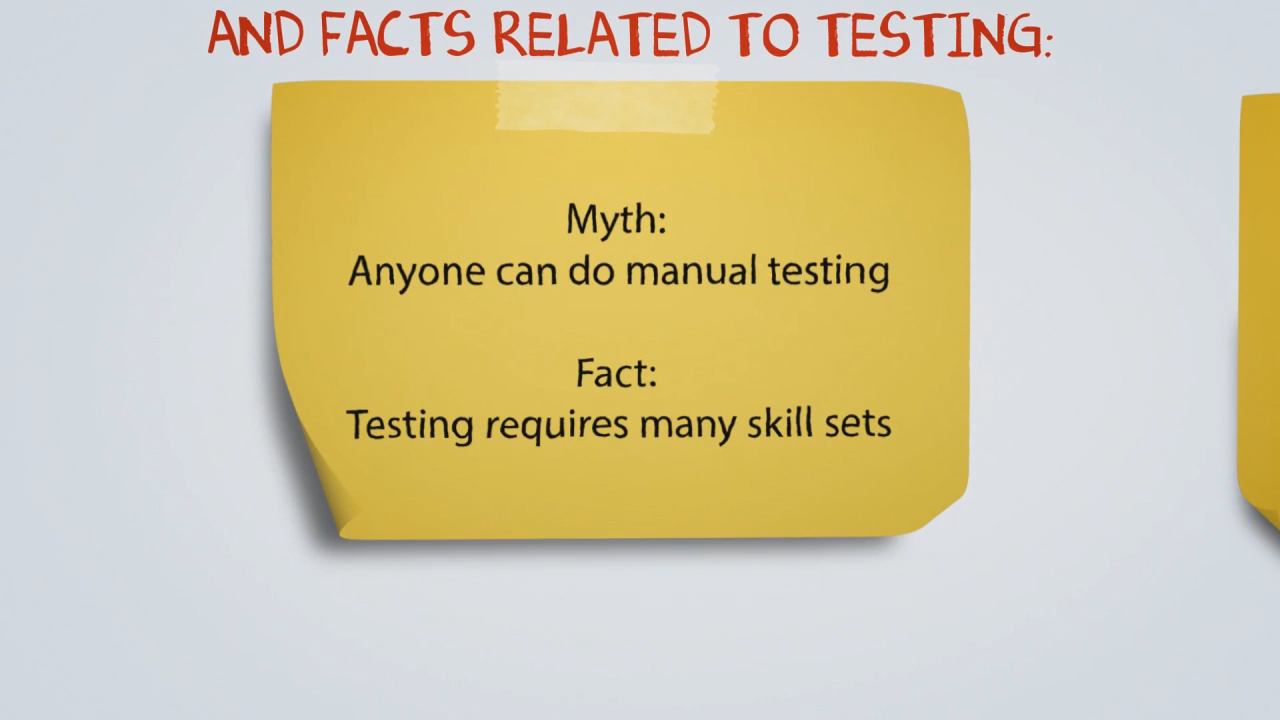 AND FACTS RELATED TO TESTING:
Myth:
Anyone can do manual testing
Fact:
Testing requires many skill sets